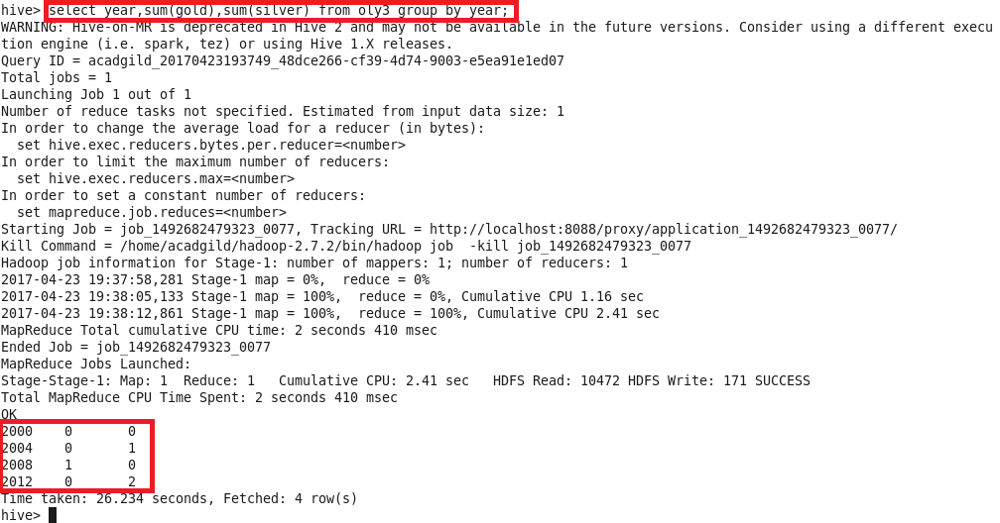 hive> select year,sum(gold),sum(silver) from oly3 group by year;
WARNING: Hive-on-MR is deprecated in Hive 2 and may not be available in the future versions. Consider using a different execu
tion engine (i.e. spark, tez) or using Hive 1.X releases.
Query ID = acadgild_20170423193749_48dce266-cf39-4d74-9003-e5ea91e1ed07
Total jobs = 1
Launching Job 1 out of 1
Number of reduce tasks not specified. Estimated from input data size: 1
In order to change the average load for a reducer (in bytes):
  set hive.exec.reducers.bytes.per.reducer=<number>
In order to limit the maximum number of reducers:
  set hive.exec.reducers.max=<number>
In order to set a constant number of reducers:
  set mapreduce.job.reduces=<number>
Starting Job = job_1492682479323_0077, Tracking URL = http://localhost:8088/proxy/application_1492682479323_0077/
Kill Command = /home/acadgild/hadoop-2.7.2/bin/hadoop job  -kill job_1492682479323_0077
Hadoop job information for Stage-1: number of mappers: 1; number of reducers: 1
2017-04-23 19:37:58,281 Stage-1 map = 0%,  reduce = 0%
2017-04-23 19:38:05,133 Stage-1 map = 100%,  reduce = 0%, Cumulative CPU 1.16 sec
2017-04-23 19:38:12,861 Stage-1 map = 100%,  reduce = 100%, Cumulative CPU 2.41 sec
MapReduce Total cumulative CPU time: 2 seconds 410 msec
Ended Job = job_1492682479323_0077
MapReduce Jobs Launched:
Stage-Stage-1: Map: 1  Reduce: 1   Cumulative CPU: 2.41 sec   HDFS Read: 10472 HDFS Write: 171 SUCCESS
Total MapReduce CPU Time Spent: 2 seconds 410 msec
OK
2000    0       0
2004    0       1
2008    1       0
2012    0       2
Time taken: 26.234 seconds, Fetched: 4 row(s)
hive>